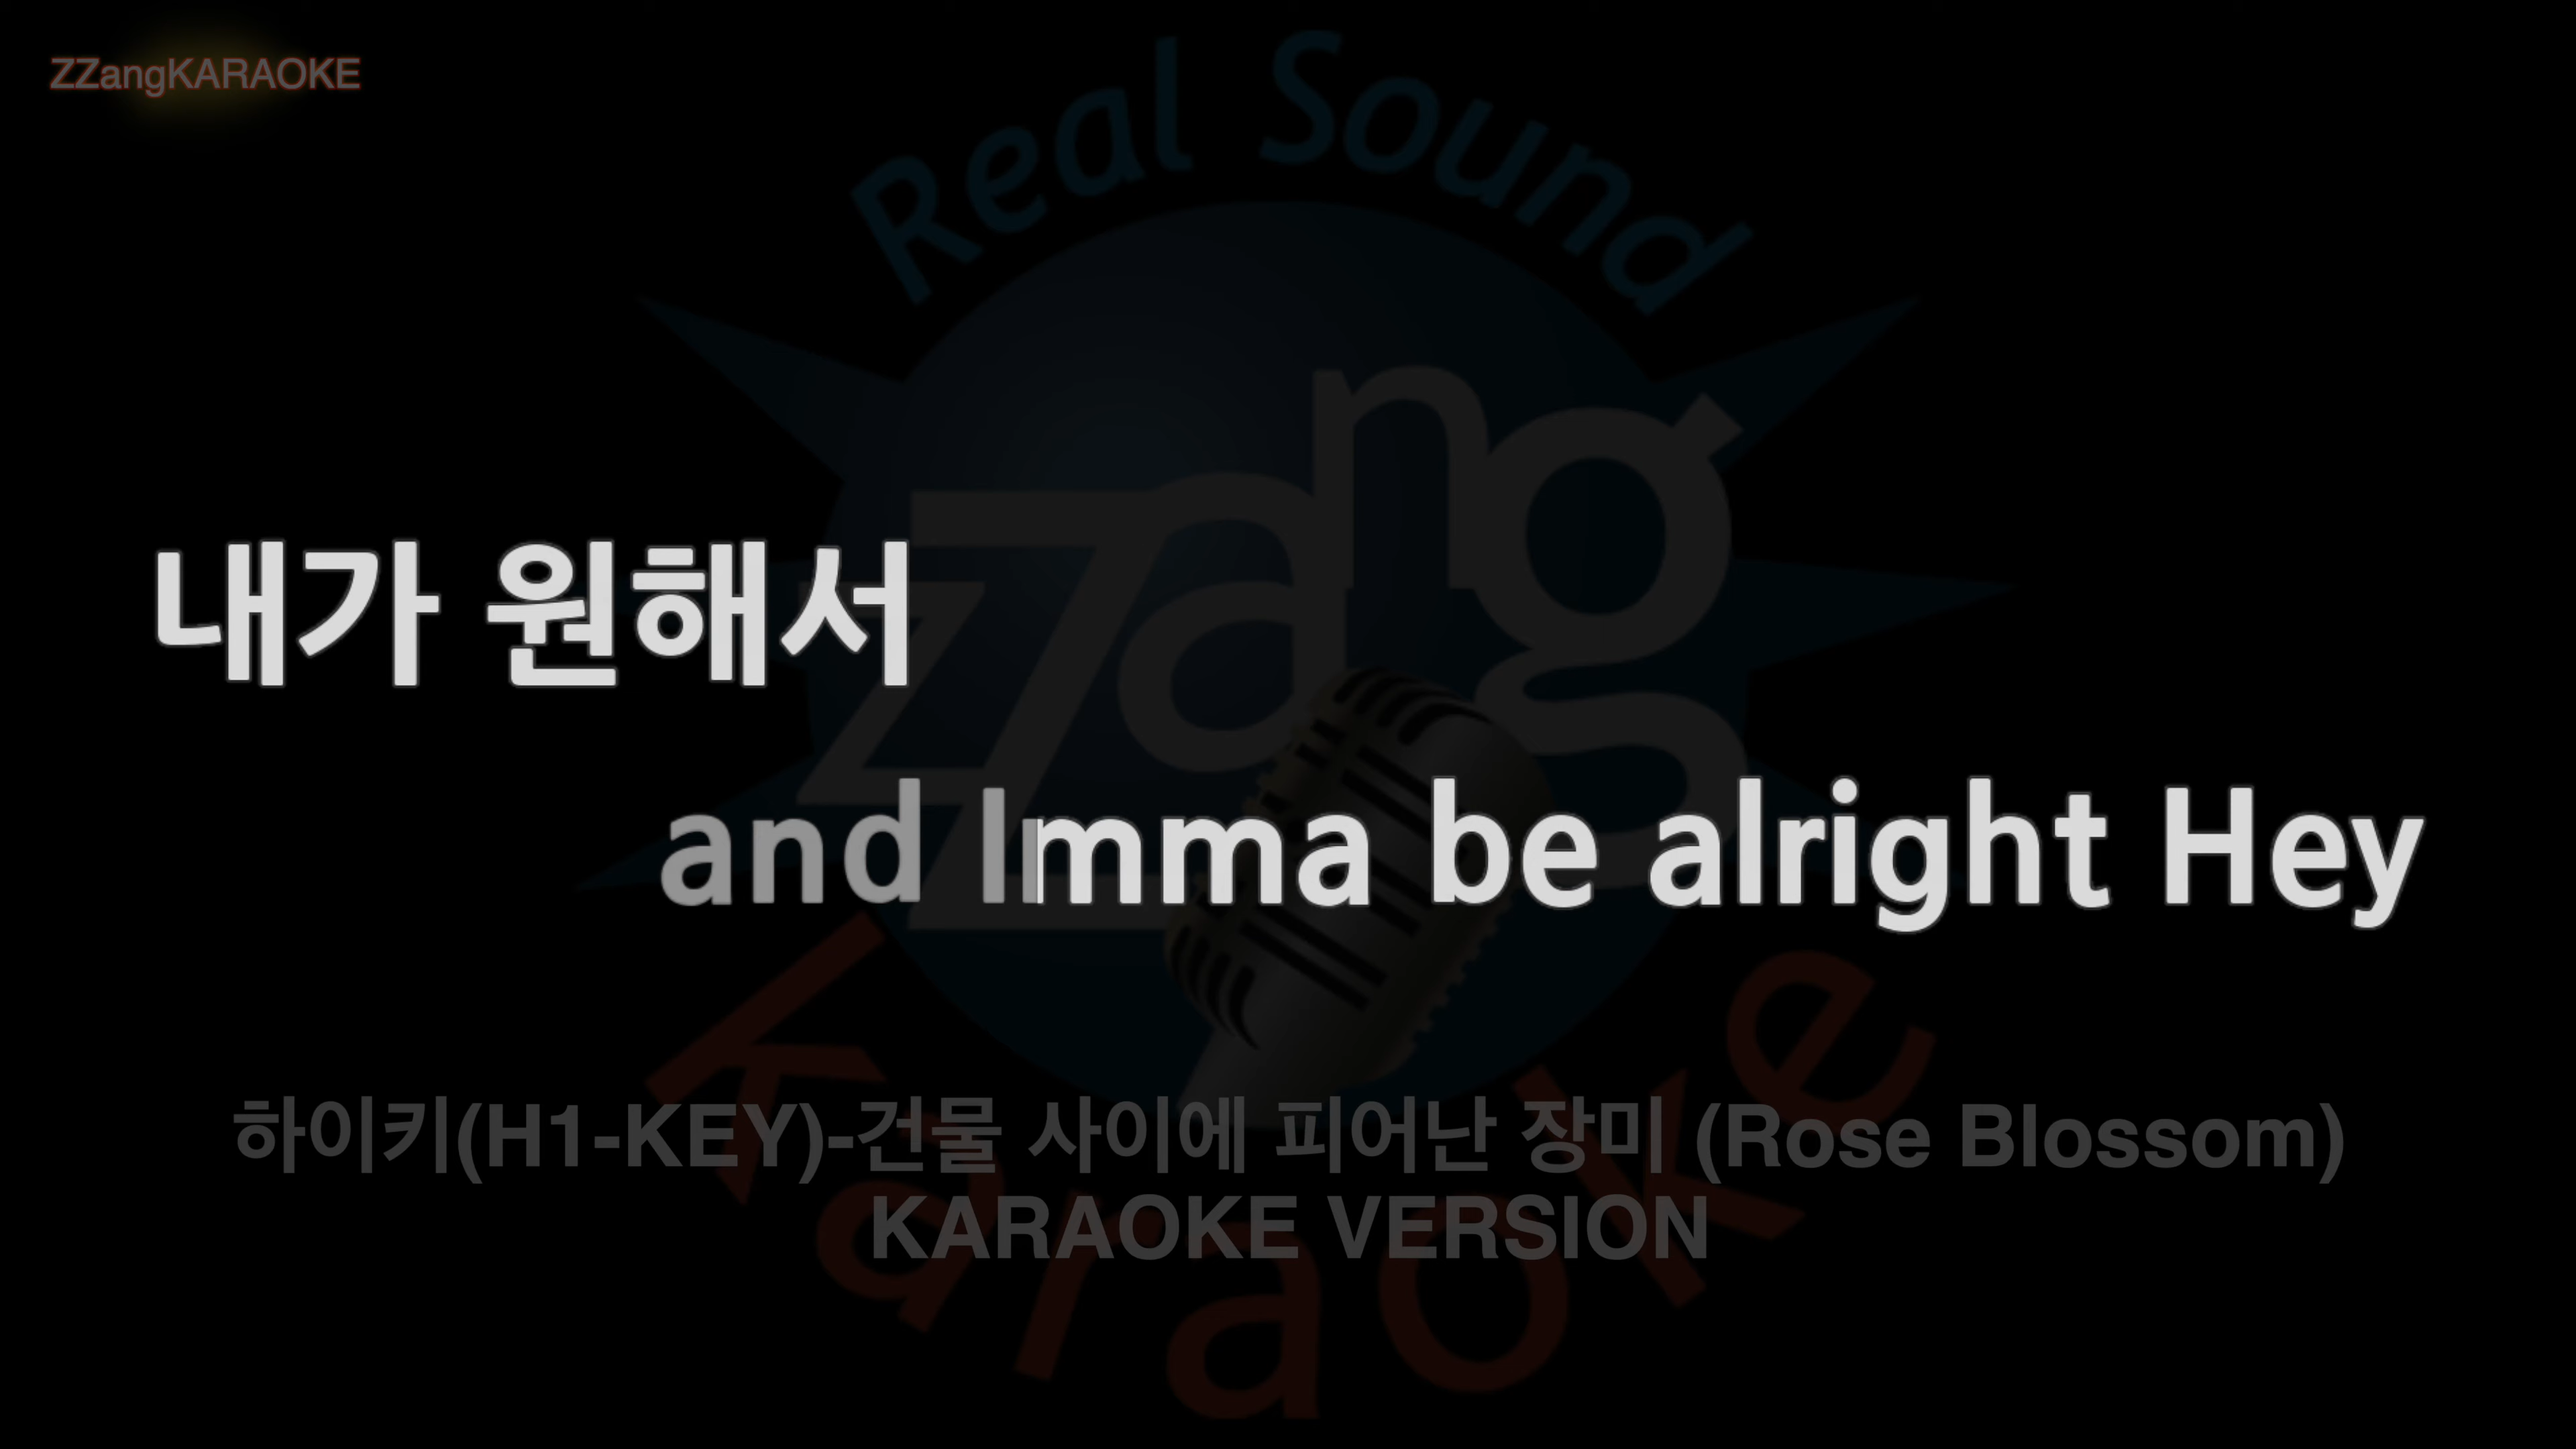 ZZangKARAOKE
Real Sound
zZang
내가 원해서
and Imma be alright Hey
하이키(H1-KEY)-건물 사이에 피어난 장미 (Rose Blossom)
KARAOKE VERSION
Karaoke